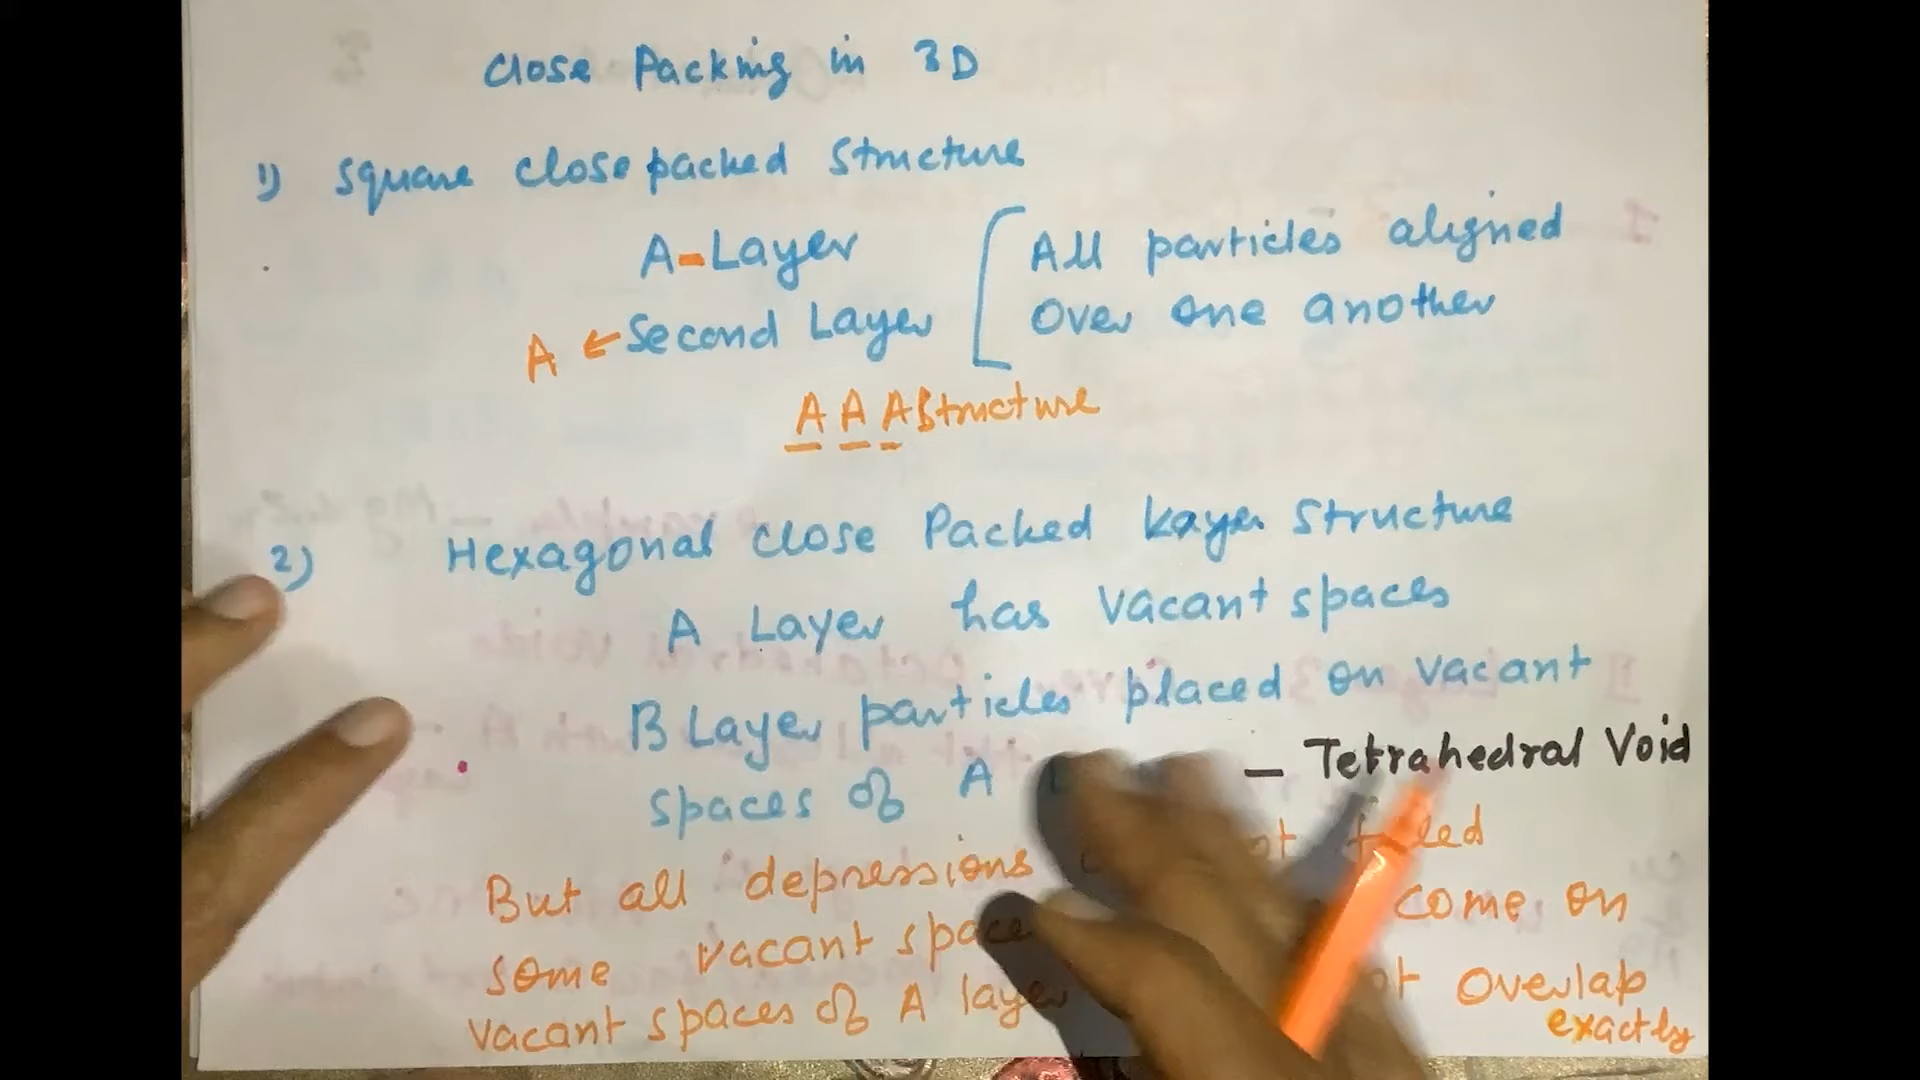 Close Packing in 3D
1) Square close packed Structure
A-Layer
All particles aligned
A ← Second Layer
Over one another
A A A Structure
2) Hexagonal close Packed Layer Structure
A Layer has vacant spaces
B Layer particles placed on vacant
spaces of A
- Tetrahedral Void
But all depressions
some vacant space come on
vacant spaces of A layer overlap
exactly